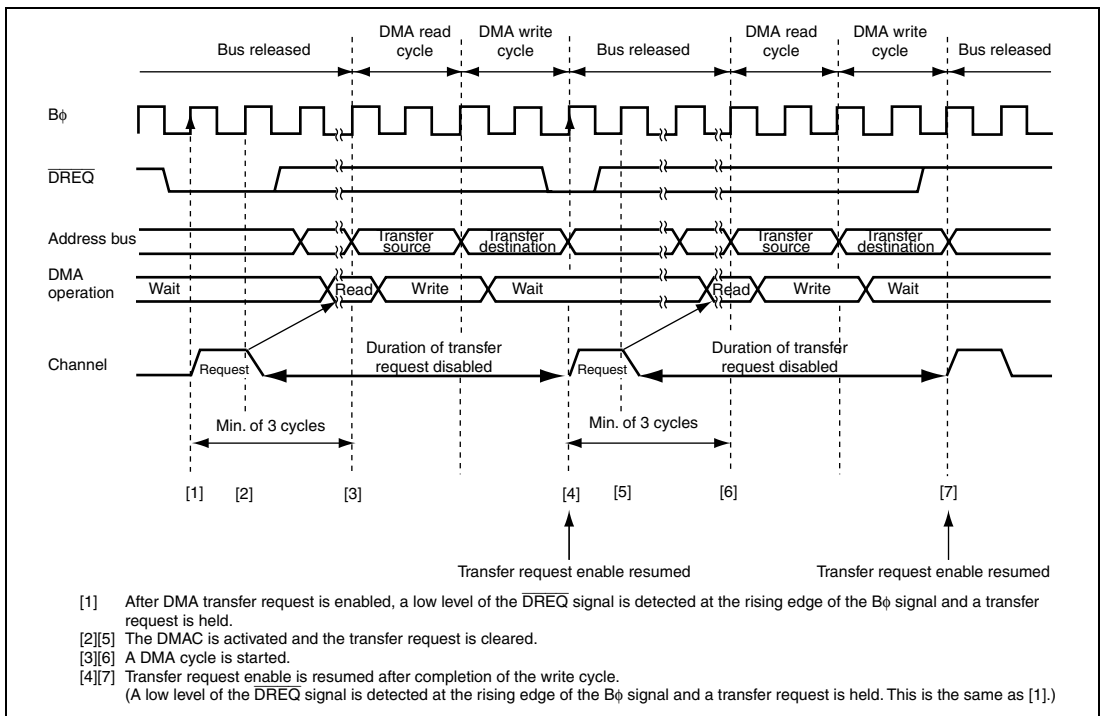 DMA read cycle DMA write cycle DMA read cycle DMA write cycle
Bus released Bus released Bus released
Bφ
DREQ
Address bus Transfer source Transfer destination Transfer source Transfer destination
DMA operation Wait Read Write Wait Read Write Wait
Channel Request Duration of transfer request disabled Request Duration of transfer request disabled
Min. of 3 cycles Min. of 3 cycles
[1] [2] [3] [4] [5] [6] [7]
Transfer request enable resumed Transfer request enable resumed
[1] After DMA transfer request is enabled, a low level of the DREQ signal is detected at the rising edge of the Bφ signal and a transfer
request is held.
[2][5] The DMAC is activated and the transfer request is cleared.
[3][6] A DMA cycle is started.
[4][7] Transfer request enable is resumed after completion of the write cycle.
(A low level of the DREQ signal is detected at the rising edge of the Bφ signal and a transfer request is held. This is the same as [1].)